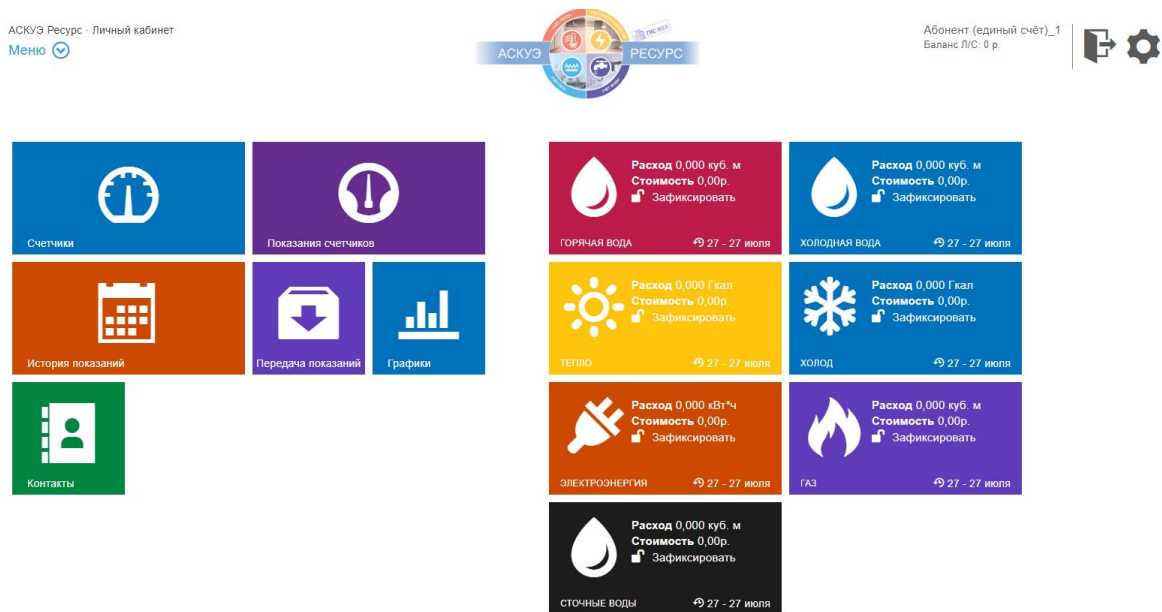 АСКУЭ Ресурс - Личный кабинет
Меню
АСКУЭ
РЕСУРС
Абонент (единый счёт)_1
Баланс Л/С: 0 р.
Счетчики
Показания счетчиков
История показаний
Передача показаний
Графики
Контакты
Расход 0,000 куб. м
Стоимость 0,00р.
Зафиксировать
ГОРЯЧАЯ ВОДА
27 - 27 июля
Расход 0,000 куб. м
Стоимость 0,00р.
Зафиксировать
ХОЛОДНАЯ ВОДА
27 - 27 июля
Расход 0,000 Гкал
Стоимость 0,00р.
Зафиксировать
ТЕПЛО
27 - 27 июля
Расход 0,000 Гкал
Стоимость 0,00р.
Зафиксировать
ХОЛОД
27 - 27 июля
Расход 0,000 кВт*ч
Стоимость 0,00р.
Зафиксировать
ЭЛЕКТРОЭНЕРГИЯ
27 - 27 июля
Расход 0,000 куб. м
Стоимость 0,00р.
Зафиксировать
ГАЗ
27 - 27 июля
Расход 0,000 куб. м
Стоимость 0,00р.
Зафиксировать
СТОЧНЫЕ ВОДЫ
27 - 27 июля